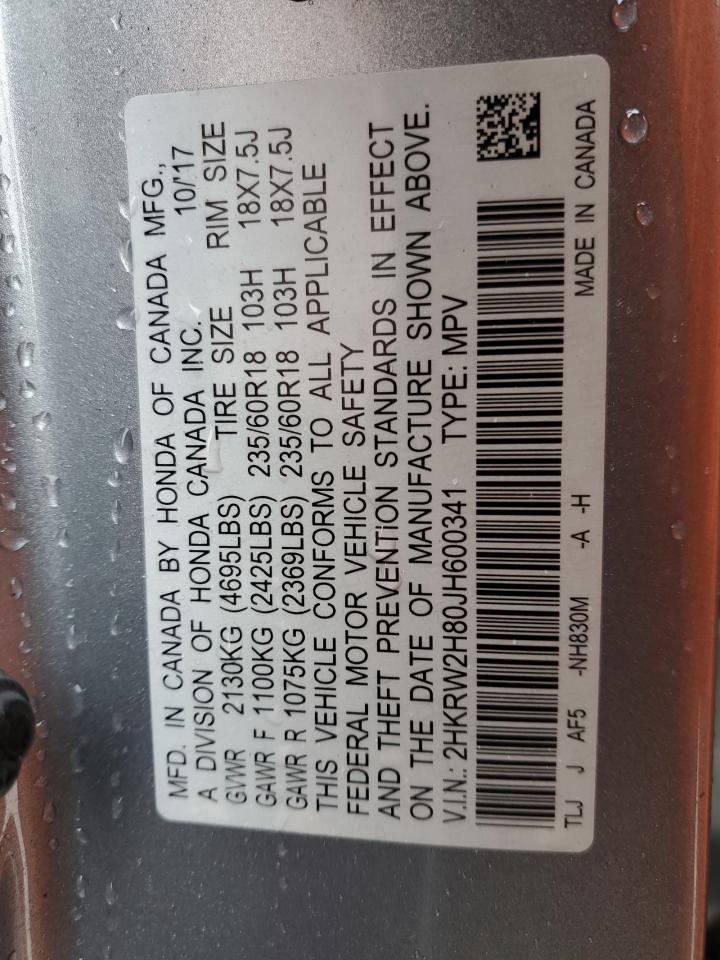 MFD. IN CANADA BY HONDA OF CANADA MFG.,
A DIVISION OF HONDA CANADA INC. 10/'17
GVWR 2130KG (4695LBS) TIRE SIZE RIM SIZE
GAWR F 1100KG (2425LBS) 235/60R18 103H 18X7.5J
GAWR R 1075KG (2369LBS) 235/60R18 103H 18X7.5J
THIS VEHICLE CONFORMS TO ALL APPLICABLE
FEDERAL MOTOR VEHICLE SAFETY
AND THEFT PREVENTION STANDARDS IN EFFECT
ON THE DATE OF MANUFACTURE SHOWN ABOVE.
V.I.N.: 2HKRW2H80JH600341 TYPE: MPV
TLJ J AF5 -NH830M -A -H MADE IN CANADA